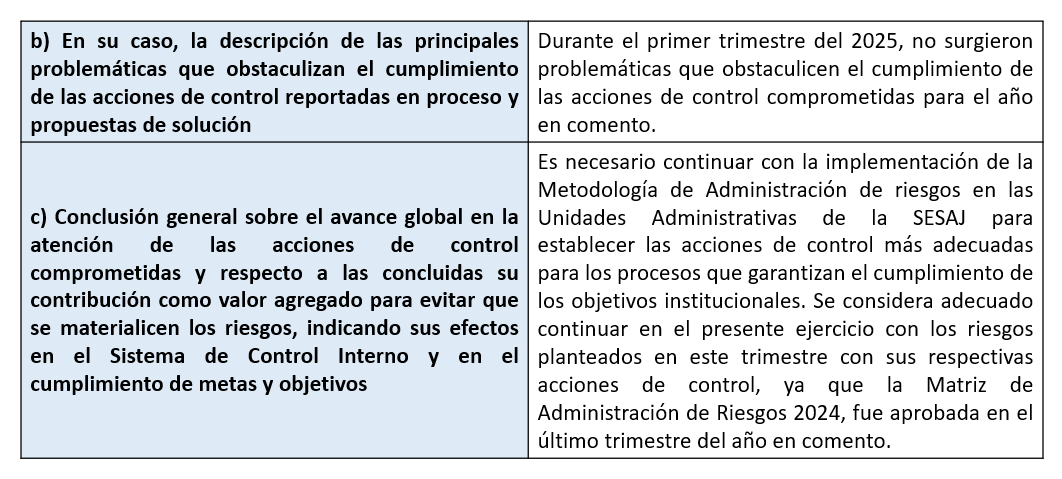 b) En su caso, la descripción de las principales
problemáticas que obstaculizan el cumplimiento
de las acciones de control reportadas en proceso y
propuestas de solución
Durante el primer trimestre del 2025, no surgieron
problemáticas que obstaculicen el cumplimiento de
las acciones de control comprometidas para el año
en comento.
c) Conclusión general sobre el avance global en la
atención de las acciones de control
comprometidas y respecto a las concluidas su
contribución como valor agregado para evitar que
se materialicen los riesgos, indicando sus efectos
en el Sistema de Control Interno y en el
cumplimiento de metas y objetivos
Es necesario continuar con la implementación de la
Metodología de Administración de riesgos en las
Unidades Administrativas de la SESAJ para
establecer las acciones de control más adecuadas
para los procesos que garantizan el cumplimiento de
los objetivos institucionales. Se considera adecuado
continuar en el presente ejercicio con los riesgos
planteados en este trimestre con sus respectivas
acciones de control, ya que la Matriz de
Administración de Riesgos 2024, fue aprobada en el
último trimestre del año en comento.